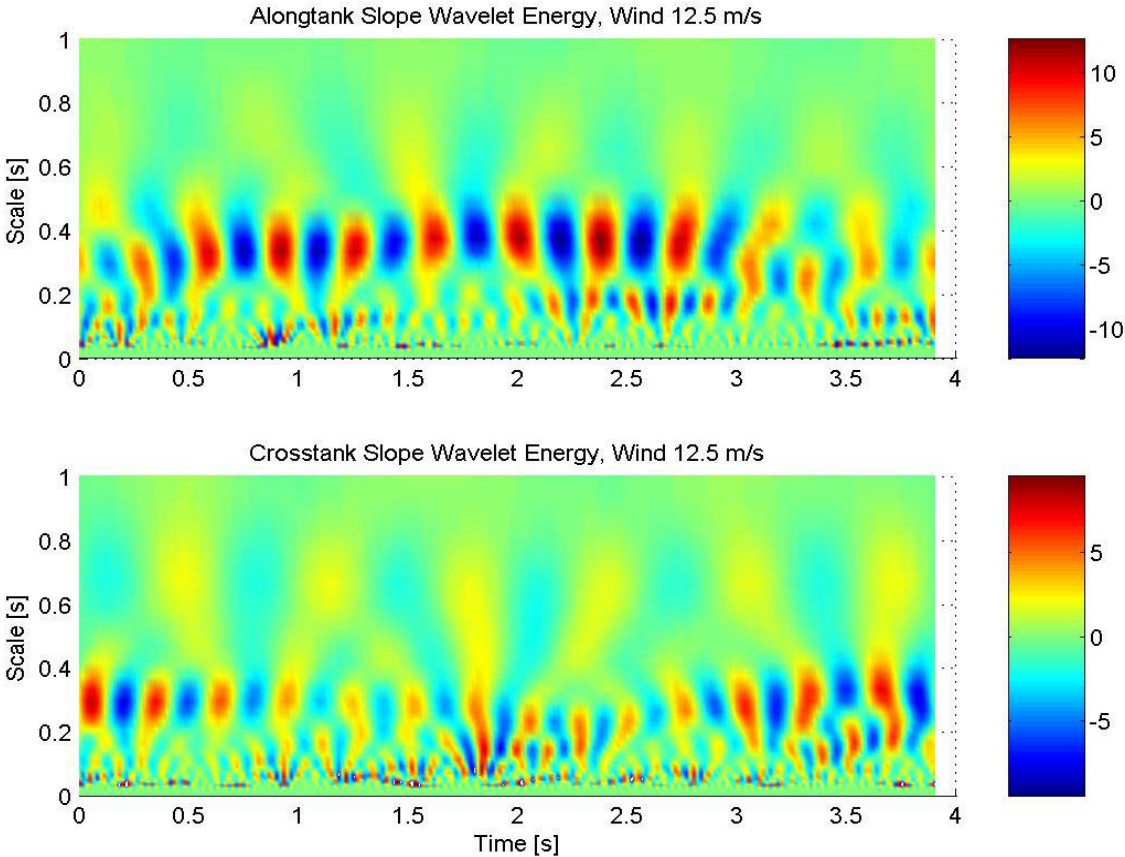 Alongtank Slope Wavelet Energy, Wind 12.5 m/s
Scale [s]
1
0.8
0.6
0.4
0.2
0
0 0.5 1 1.5 2 2.5 3 3.5 4
10
5
0
-5
-10
Crosstank Slope Wavelet Energy, Wind 12.5 m/s
Scale [s]
1
0.8
0.6
0.4
0.2
0
0 0.5 1 1.5 2 2.5 3 3.5 4
Time [s]
5
0
-5